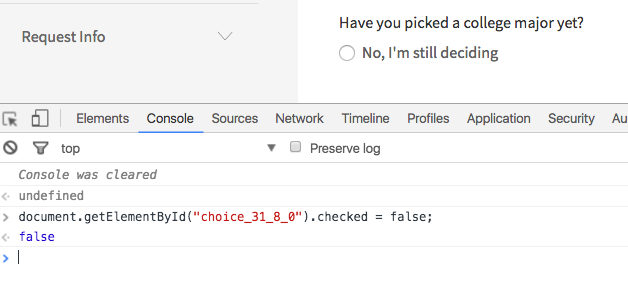 Have you picked a college major yet?
Request Info
No, I'm still deciding
Elements Console Sources Network Timeline Profiles Application Security Au
top Preserve log
Console was cleared
undefined
document.getElementById("choice_31_8_0").checked = false;
false